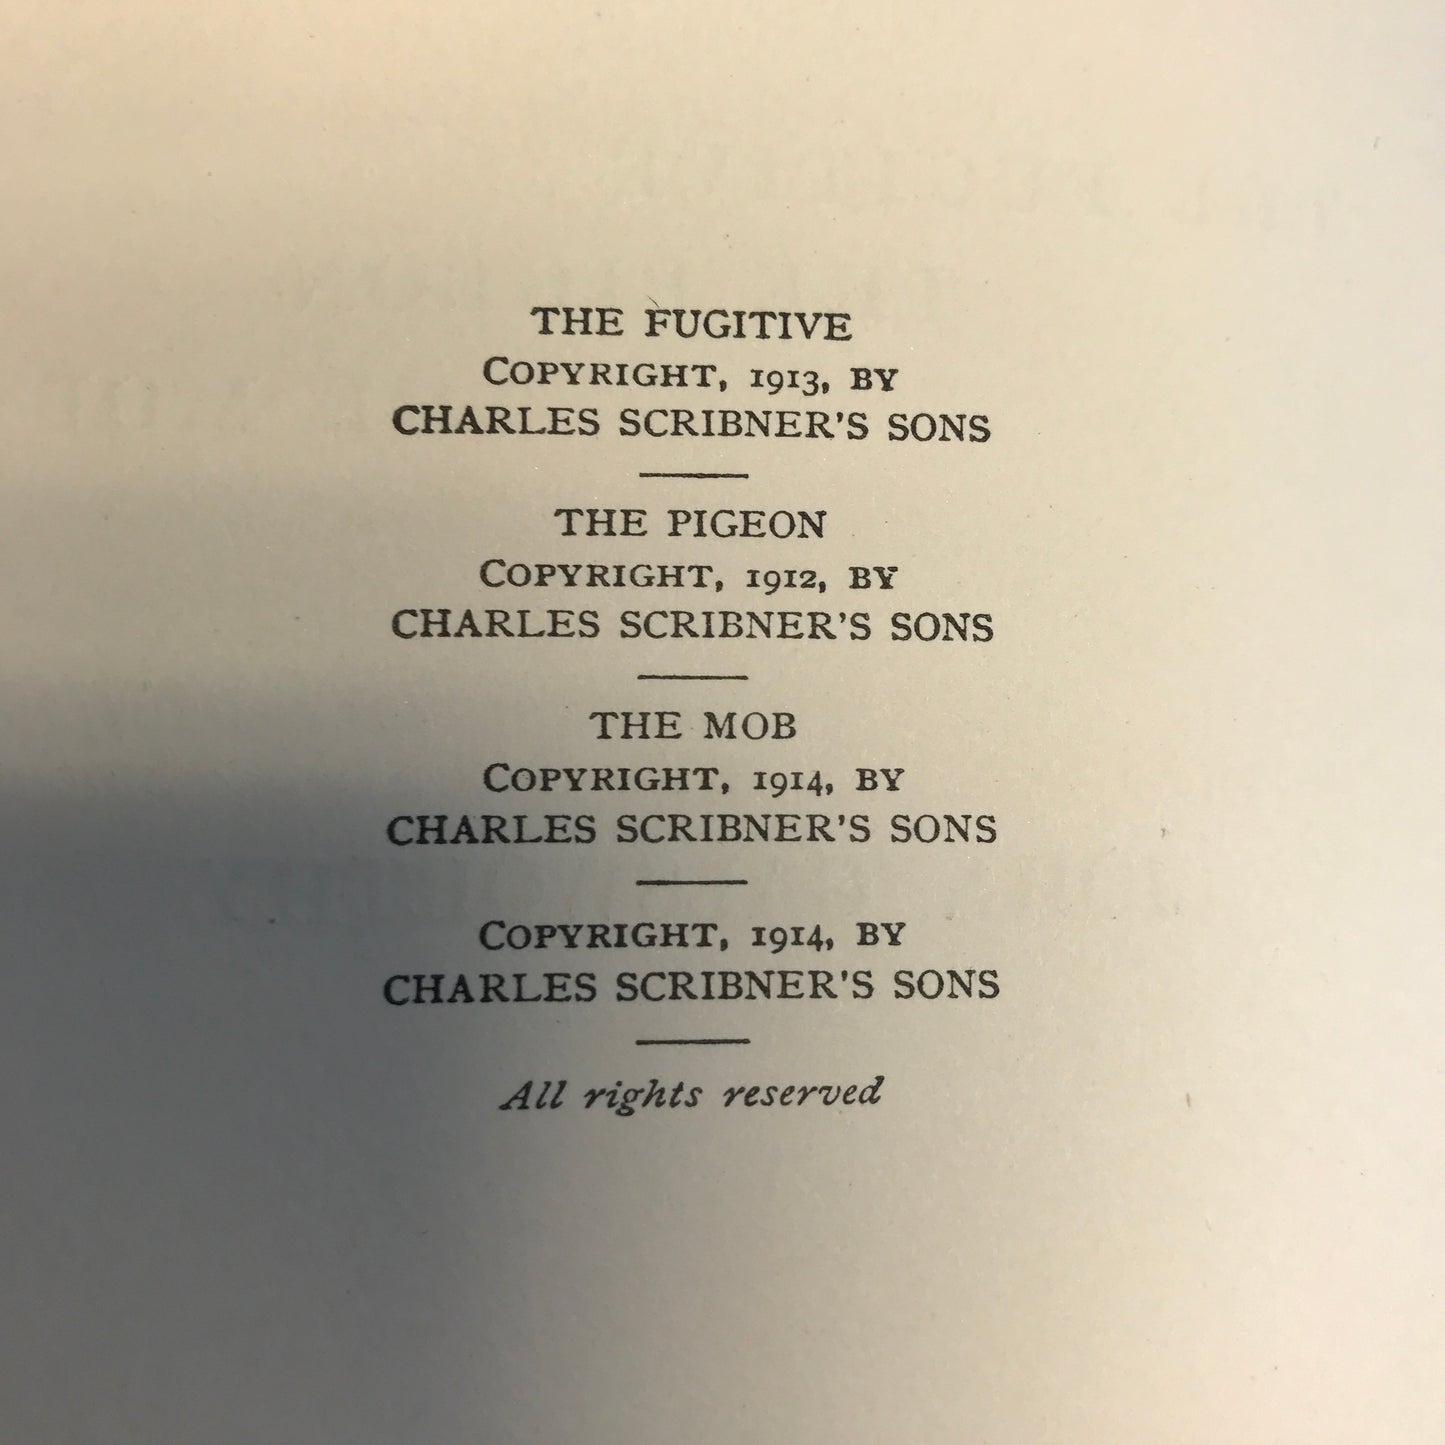 THE FUGITIVE
COPYRIGHT, 1913, BY
CHARLES SCRIBNER'S SONS
THE PIGEON
COPYRIGHT, 1912, BY
CHARLES SCRIBNER'S SONS
THE MOB
COPYRIGHT, 1914, BY
CHARLES SCRIBNER'S SONS
COPYRIGHT, 1914, BY
CHARLES SCRIBNER'S SONS
All rights reserved